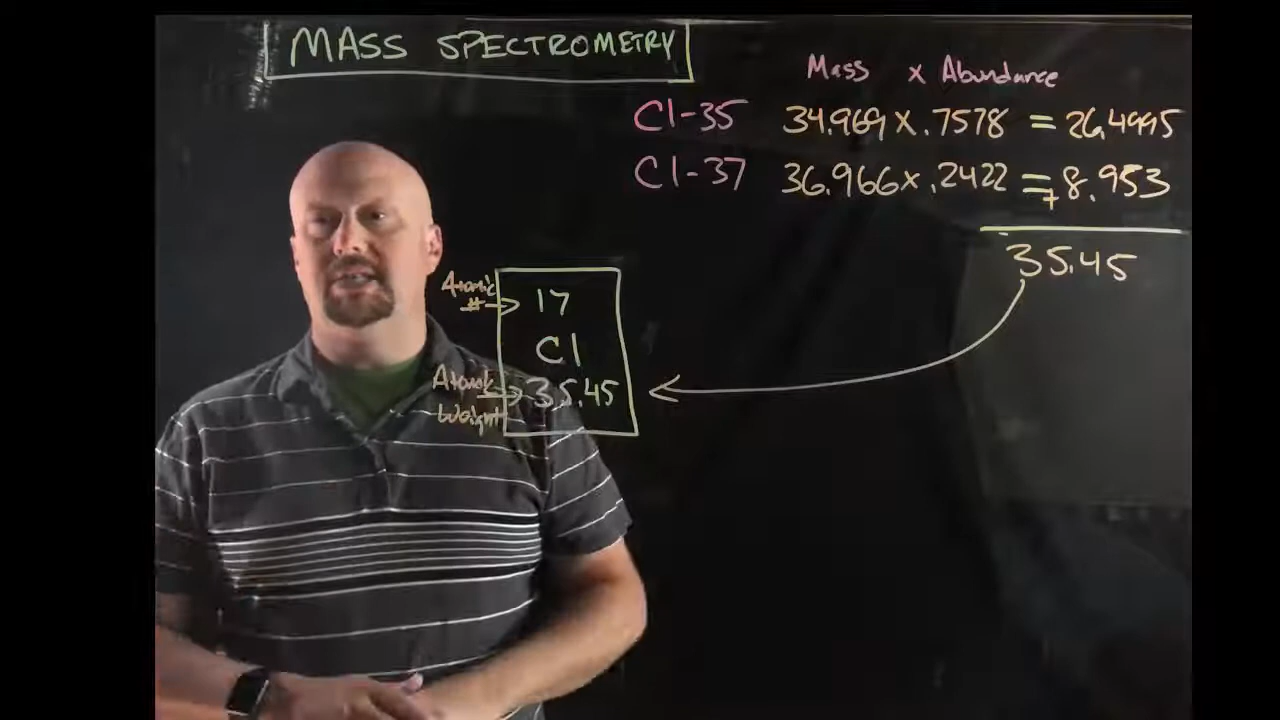 MASS SPECTROMETRY
Mass x Abundance
Cl-35 34.969 x .7578 = 26.4995
Cl-37 36.966 x .2422 = + 8.953
35.45
Atomic
# → 17
Cl
Atomic → 35.45
Weight